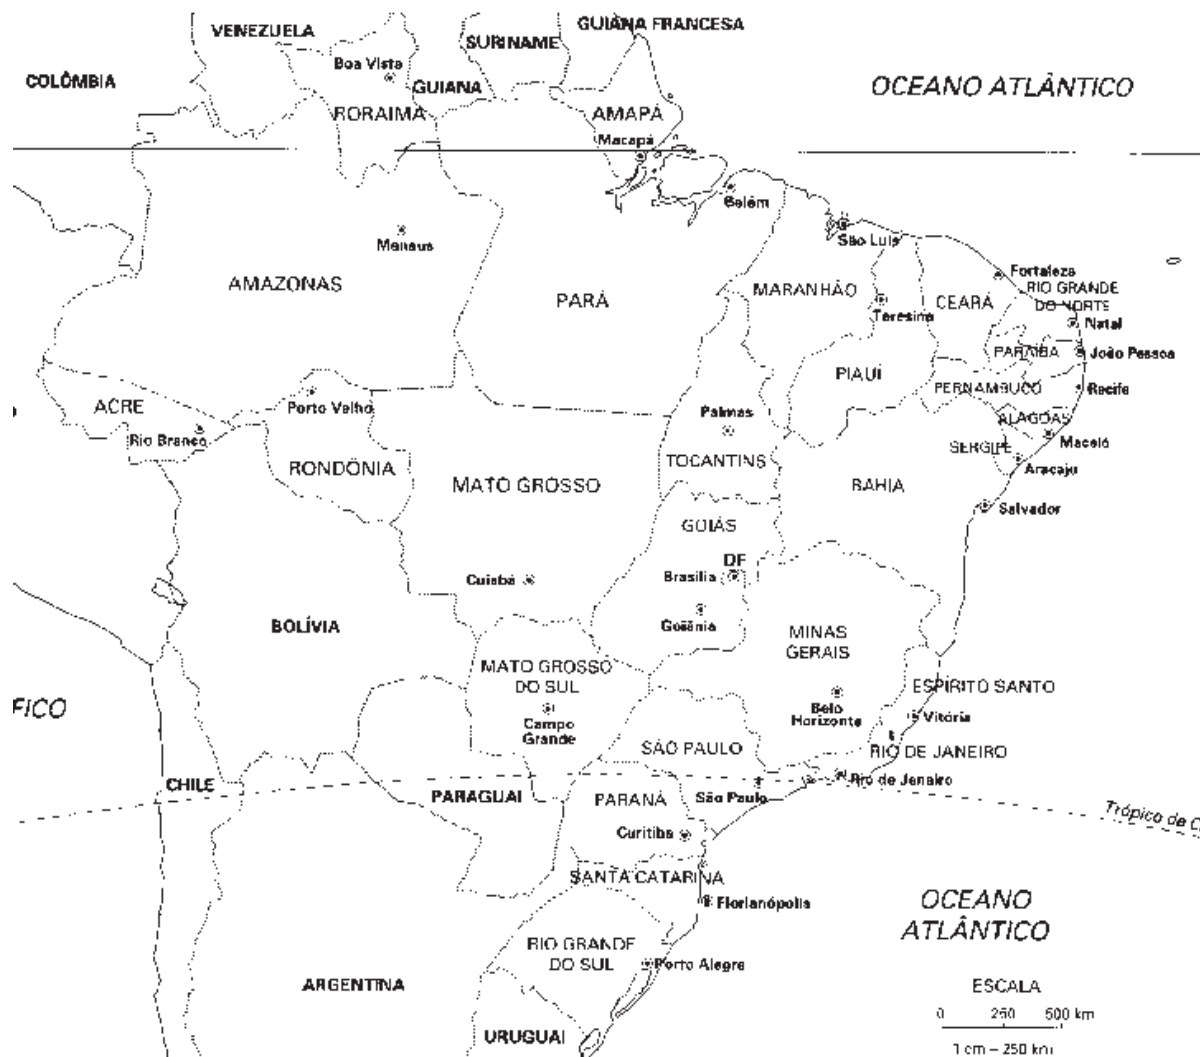 VENEZUELA
GUIANA FRANCESA
SURINAME
Boa Vista
COLÔMBIA
GUIANA
OCEANO ATLÂNTICO
RORAIMA
AMAPÁ
Macapá
Belém
Manaus
São Luís
AMAZONAS
PARÁ
MARANHÃO
Fortaleza
CEARÁ
RIO GRANDE
DO NORTE
Teresina
Natal
PARAÍBA
João Pessoa
PIAUÍ
PERNAMBUCO
Recife
ACRE
Porto Velho
Palmas
ALAGOAS
Rio Branco
Maceió
SERGIPE
Aracaju
RONDÔNIA
TOCANTINS
MATO GROSSO
BAHIA
Salvador
GOIÁS
DF
Cuiabá
Brasília
Goiânia
BOLÍVIA
MINAS
GERAIS
MATO GROSSO
DO SUL
ESPÍRITO SANTO
FICO
Campo
Grande
Belo
Horizonte
Vitória
SÃO PAULO
RIO DE JANEIRO
CHILE
PARAGUAI
São Paulo
Rio de Janeiro
PARANÁ
Trópico de C
Curitiba
SANTA CATARINA
Florianópolis
OCEANO
ATLÂNTICO
RIO GRANDE
DO SUL
Porto Alegre
ARGENTINA
URUGUAI
ESCALA
0 250 500 km
1 cm – 250 km